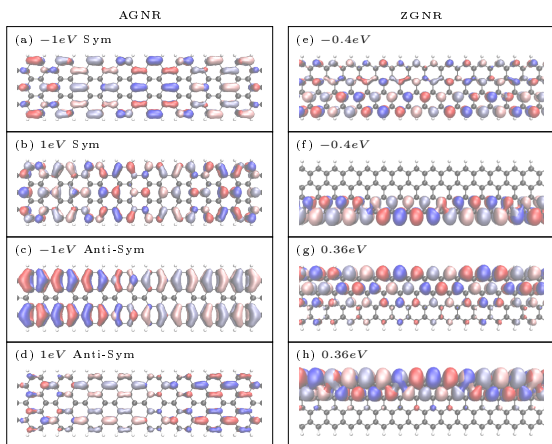 AGNR
ZGNR
(a) −1eV Sym
(b) 1eV Sym
(c) −1eV Anti-Sym
(d) 1eV Anti-Sym
(e) −0.4eV
(f) −0.4eV
(g) 0.36eV
(h) 0.36eV